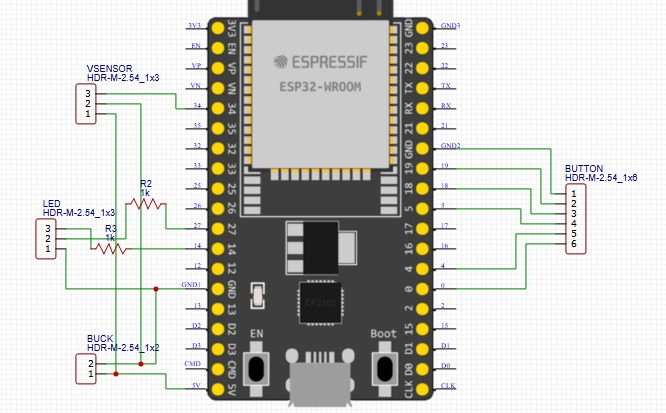 VSENSOR
HDR-M-2.54_1x3
3
2
1
LED
HDR-M-2.54_1x3
3
2
1
R2
1k
R3
1k
BUCK
HDR-M-2.54_1x2
2
1
3V3
EN
VP
VN
34
35
32
33
25
26
27
14
12
GND1
13
D2
D3
CMD
5V
3V3
EN
VP
VN
34
35
32
33
25
26
27
14
12
GND
13
D2
D3
CMD
5V
ESPRESSIF
ESP32-WROOM
CP2102
EN
Boot
GND
23
22
TX
RX
21
GND
19
18
5
17
16
4
0
2
15
D1
D0
CLK
GND3
23
22
TX
RX
21
GND2
19
18
5
17
16
4
0
2
15
D1
D0
CLK
BUTTON
HDR-M-2.54_1x6
1
2
3
4
5
6